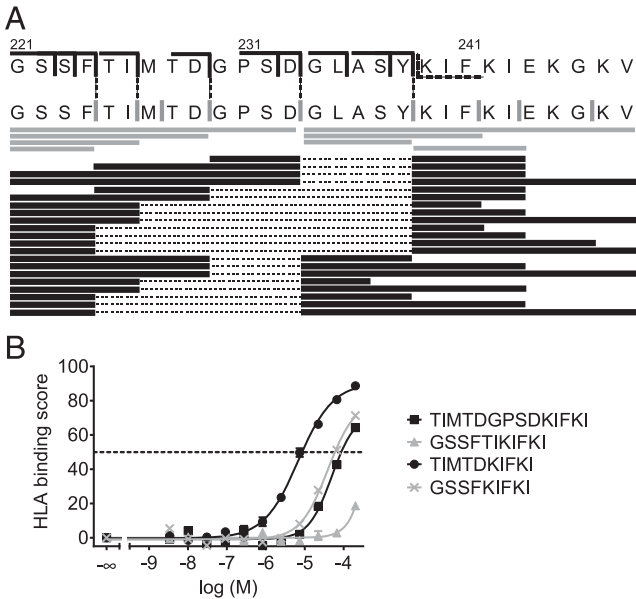 A
221 231 241
G S S F T I M T D G P S D G L A S Y K I F K I E K G K V
G S S F T I M T D G P S D G L A S Y K I F K I E K G K V
B
100
80
60
40
20
0
HLA binding score
-∞ -9 -8 -7 -6 -5 -4
log (M)
TIMTDGPSDKIFKI
GSSFTIKIFKI
TIMTDKIFKI
GSSFKIFKI